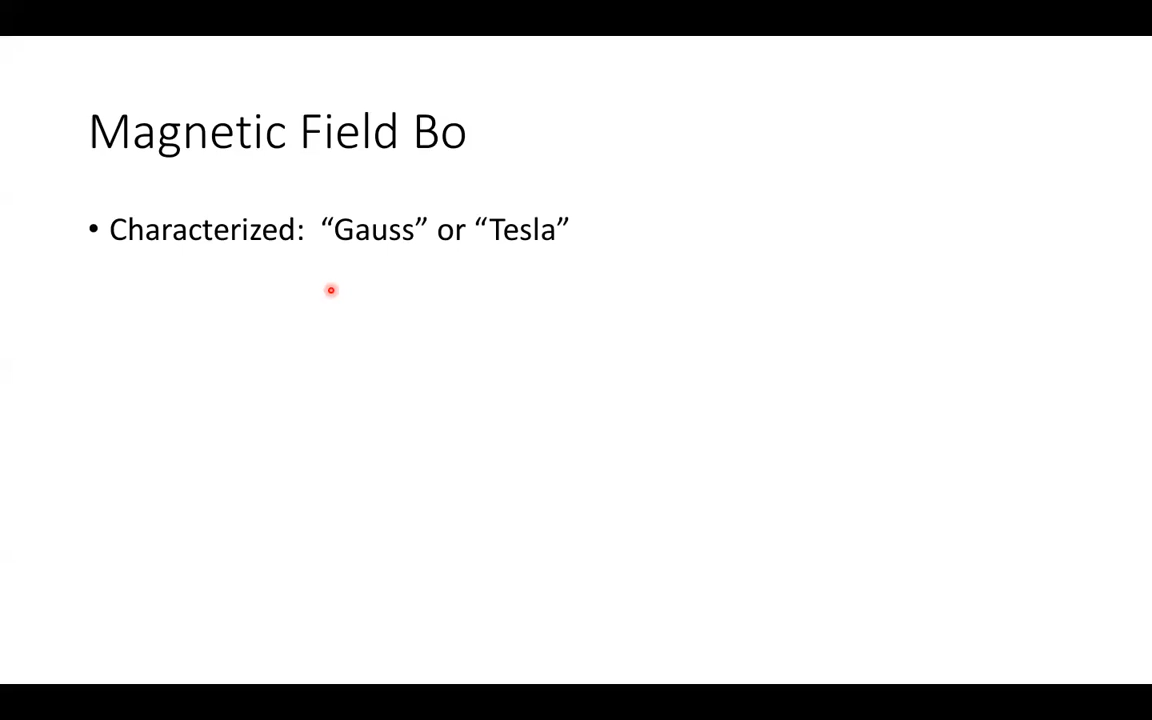 Magnetic Field Bo
• Characterized: “Gauss” or “Tesla”